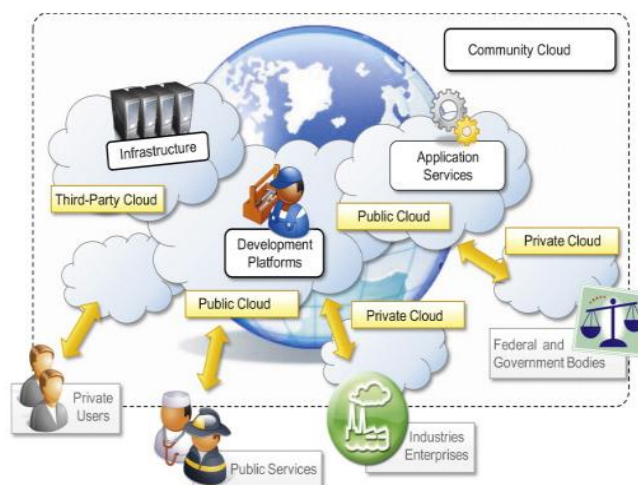 Community Cloud
Infrastructure
Application
Services
Third-Party Cloud
Public Cloud
Development
Platforms
Private Cloud
Public Cloud
Private Cloud
Federal and
Government Bodies
Private
Users
Public Services
Industries
Enterprises